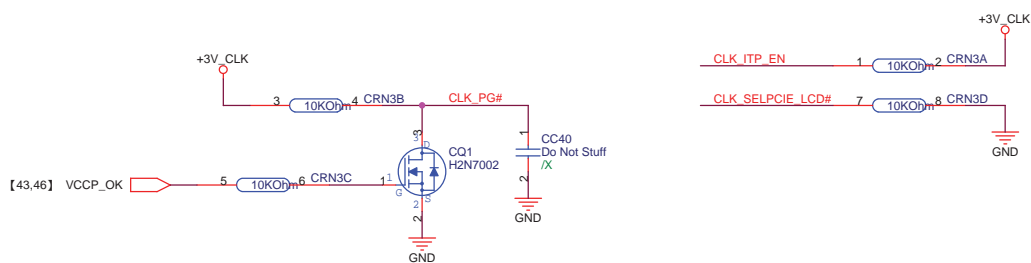 +3V_CLK
3
10KOhm
4
CRN3B
CLK_PG#
3
3
D
CQ1
H2N7002
1
CC40
Do Not Stuff
/X
2
GND
【43,46】 VCCP_OK
5
10KOhm
6
CRN3C
1
1
G
2
S
2
GND
+3V_CLK
CLK_ITP_EN
1
10KOhm
2
CRN3A
CLK_SELPCIE_LCD#
7
10KOhm
8
CRN3D
GND